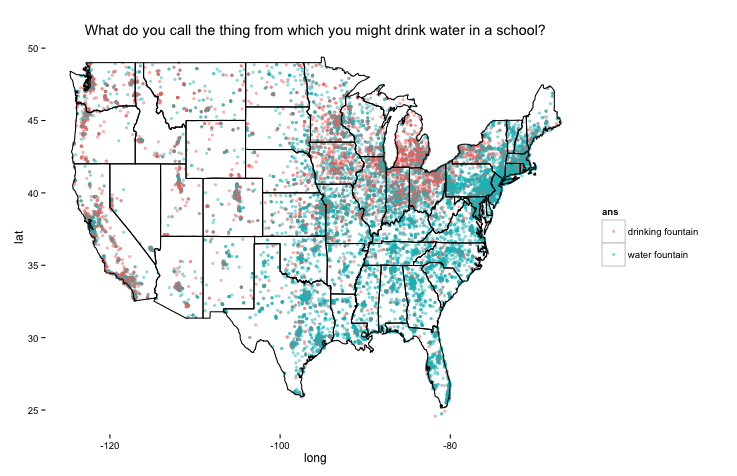 What do you call the thing from which you might drink water in a school?
50
45
40
35
30
25
lat
-120
-100
-80
long
ans
drinking fountain
water fountain